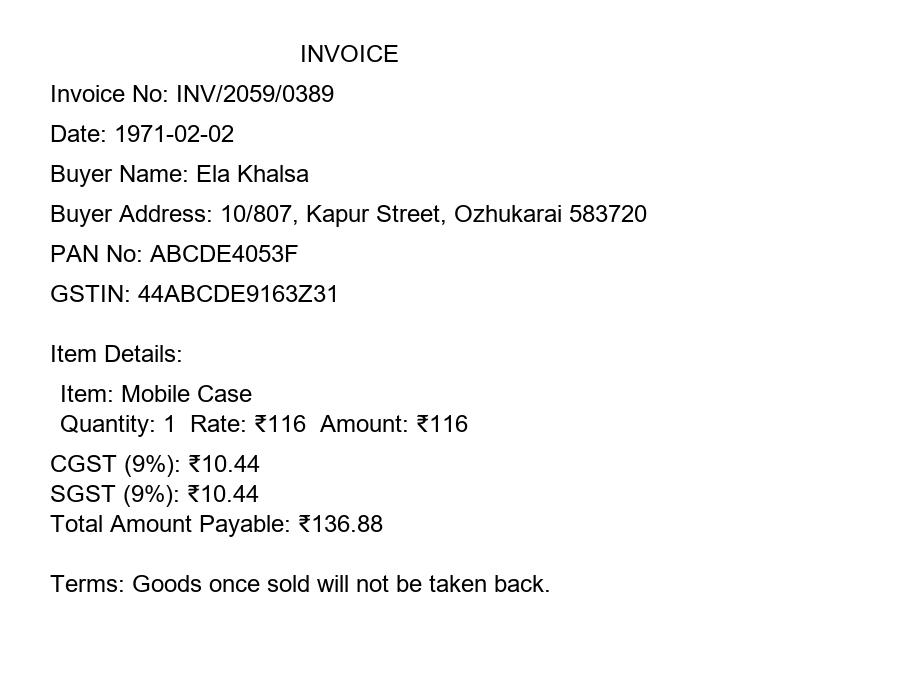 INVOICE
Invoice No: INV/2059/0389
Date: 1971-02-02
Buyer Name: Ela Khalsa
Buyer Address: 10/807, Kapur Street, Ozhukarai 583720
PAN No: ABCDE4053F
GSTIN: 44ABCDE9163Z31
Item Details:
Item: Mobile Case
Quantity: 1 Rate: ₹116 Amount: ₹116
CGST (9%): ₹10.44
SGST (9%): ₹10.44
Total Amount Payable: ₹136.88
Terms: Goods once sold will not be taken back.